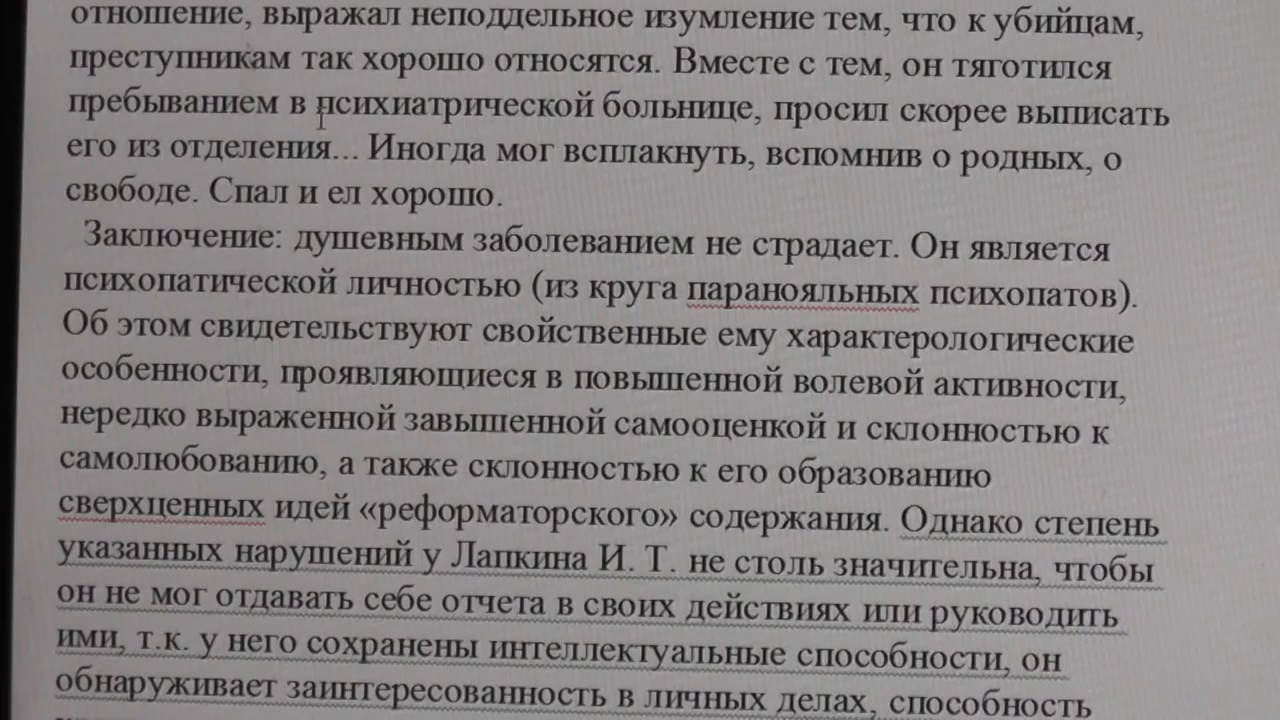 отношение, выражал неподдельное изумление тем, что к убийцам,
преступникам так хорошо относятся. Вместе с тем, он тяготился
пребыванием в психиатрической больнице, просил скорее выписать
его из отделения... Иногда мог всплакнуть, вспомнив о родных, о
свободе. Спал и ел хорошо.
Заключение: душевным заболеванием не страдает. Он является
психопатической личностью (из круга паранояльных психопатов).
Об этом свидетельствуют свойственные ему характерологические
особенности, проявляющиеся в повышенной волевой активности,
нередко выраженной завышенной самооценкой и склонностью к
самолюбованию, а также склонностью к его образованию
сверхценных идей «реформаторского» содержания. Однако степень
указанных нарушений у Лапкина И. Т. не столь значительна, чтобы
он не мог отдавать себе отчета в своих действиях или руководить
ими, т.к. у него сохранены интеллектуальные способности, он
обнаруживает заинтересованность в личных делах, способность